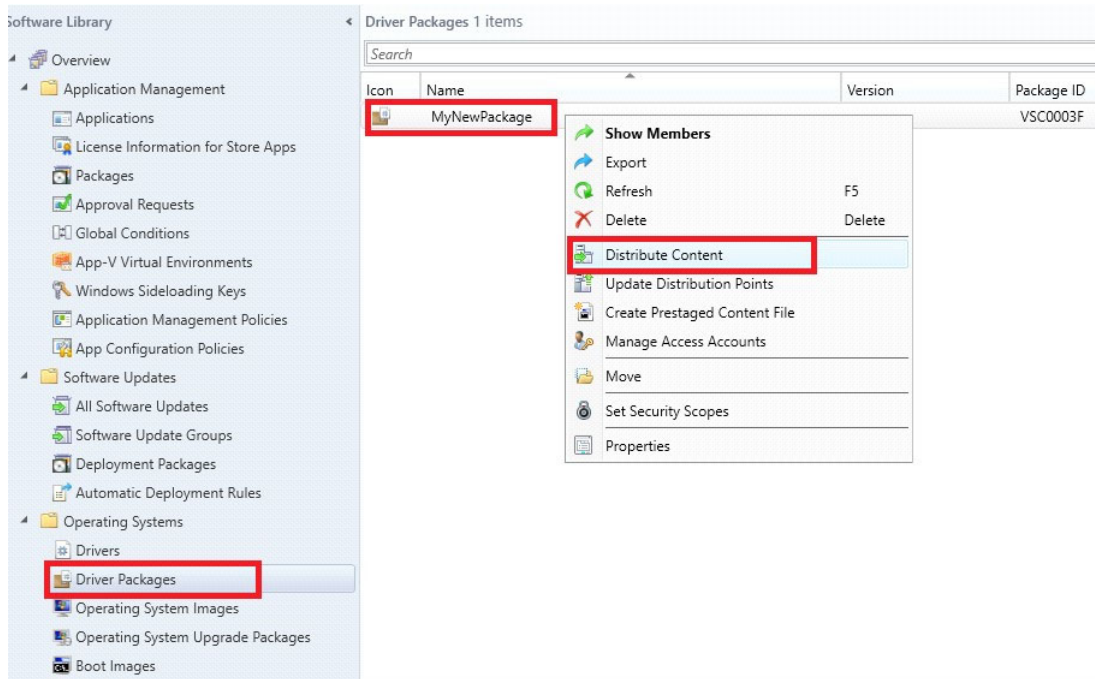 Software Library
Overview
Application Management
Applications
License Information for Store Apps
Packages
Approval Requests
Global Conditions
App-V Virtual Environments
Windows Sideloading Keys
Application Management Policies
App Configuration Policies
Software Updates
All Software Updates
Software Update Groups
Deployment Packages
Automatic Deployment Rules
Operating Systems
Drivers
Driver Packages
Operating System Images
Operating System Upgrade Packages
Boot Images
Driver Packages 1 items
Search
Icon Name Version Package ID
MyNewPackage VSC0003F
Show Members
Export
Refresh F5
Delete Delete
Distribute Content
Update Distribution Points
Create Prestaged Content File
Manage Access Accounts
Move
Set Security Scopes
Properties